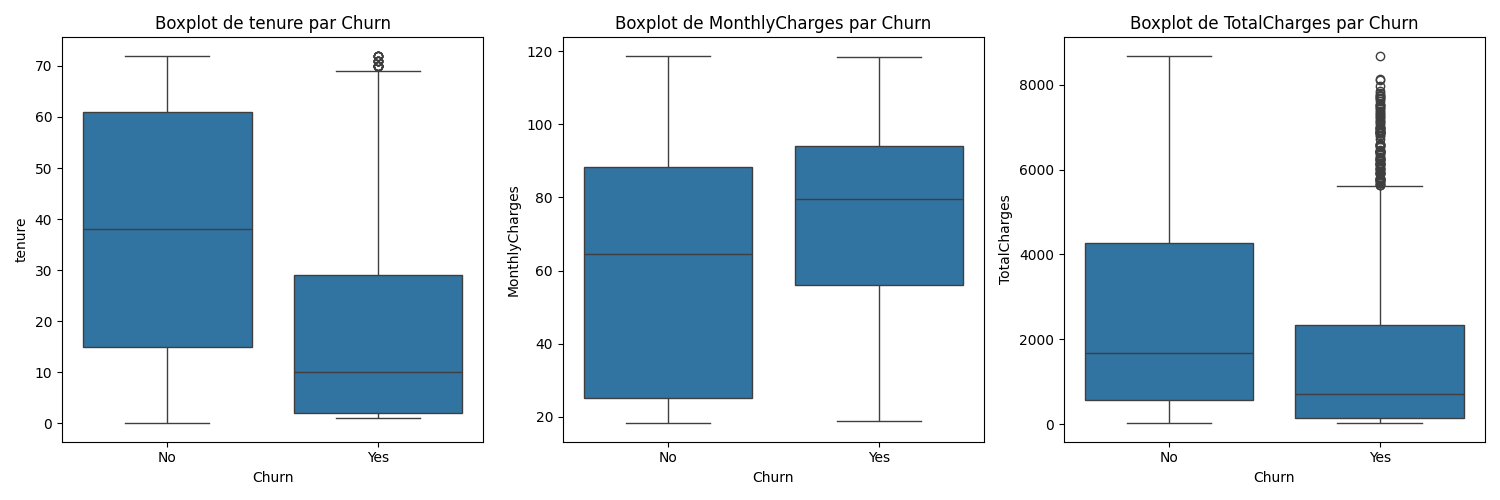 Boxplot de tenure par Churn
70
60
50
40
30
20
10
0
tenure
No
Yes
Churn
Boxplot de MonthlyCharges par Churn
120
100
80
60
40
20
MonthlyCharges
No
Yes
Churn
Boxplot de TotalCharges par Churn
8000
6000
4000
2000
0
TotalCharges
No
Yes
Churn